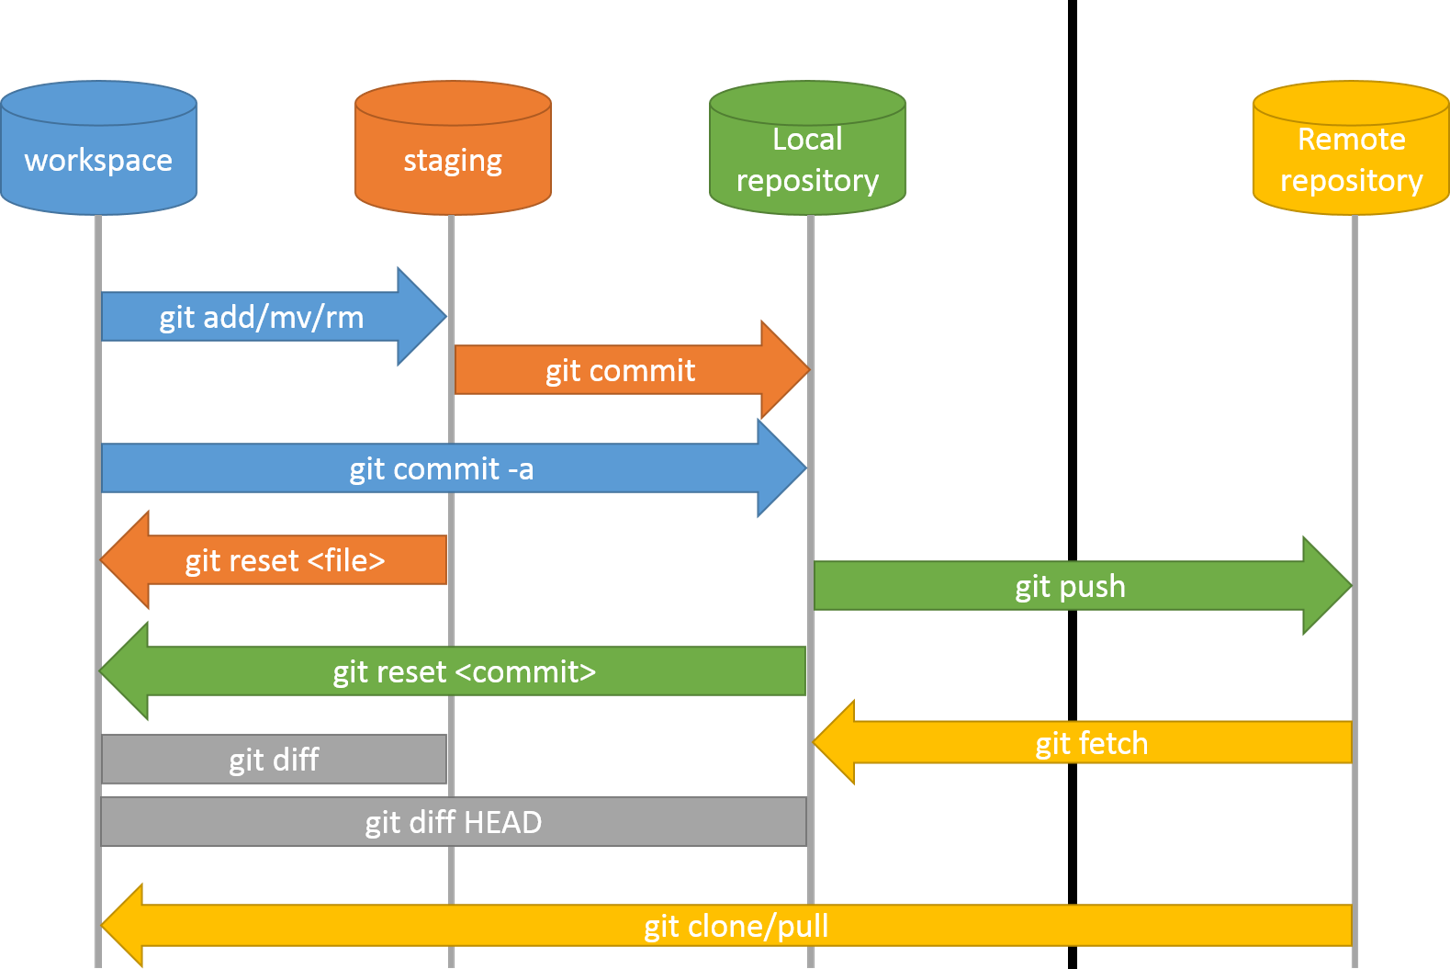 workspace
staging
Local
repository
Remote
repository
git add/mv/rm
git commit
git commit -a
git reset <file>
git push
git reset <commit>
git fetch
git diff
git diff HEAD
git clone/pull